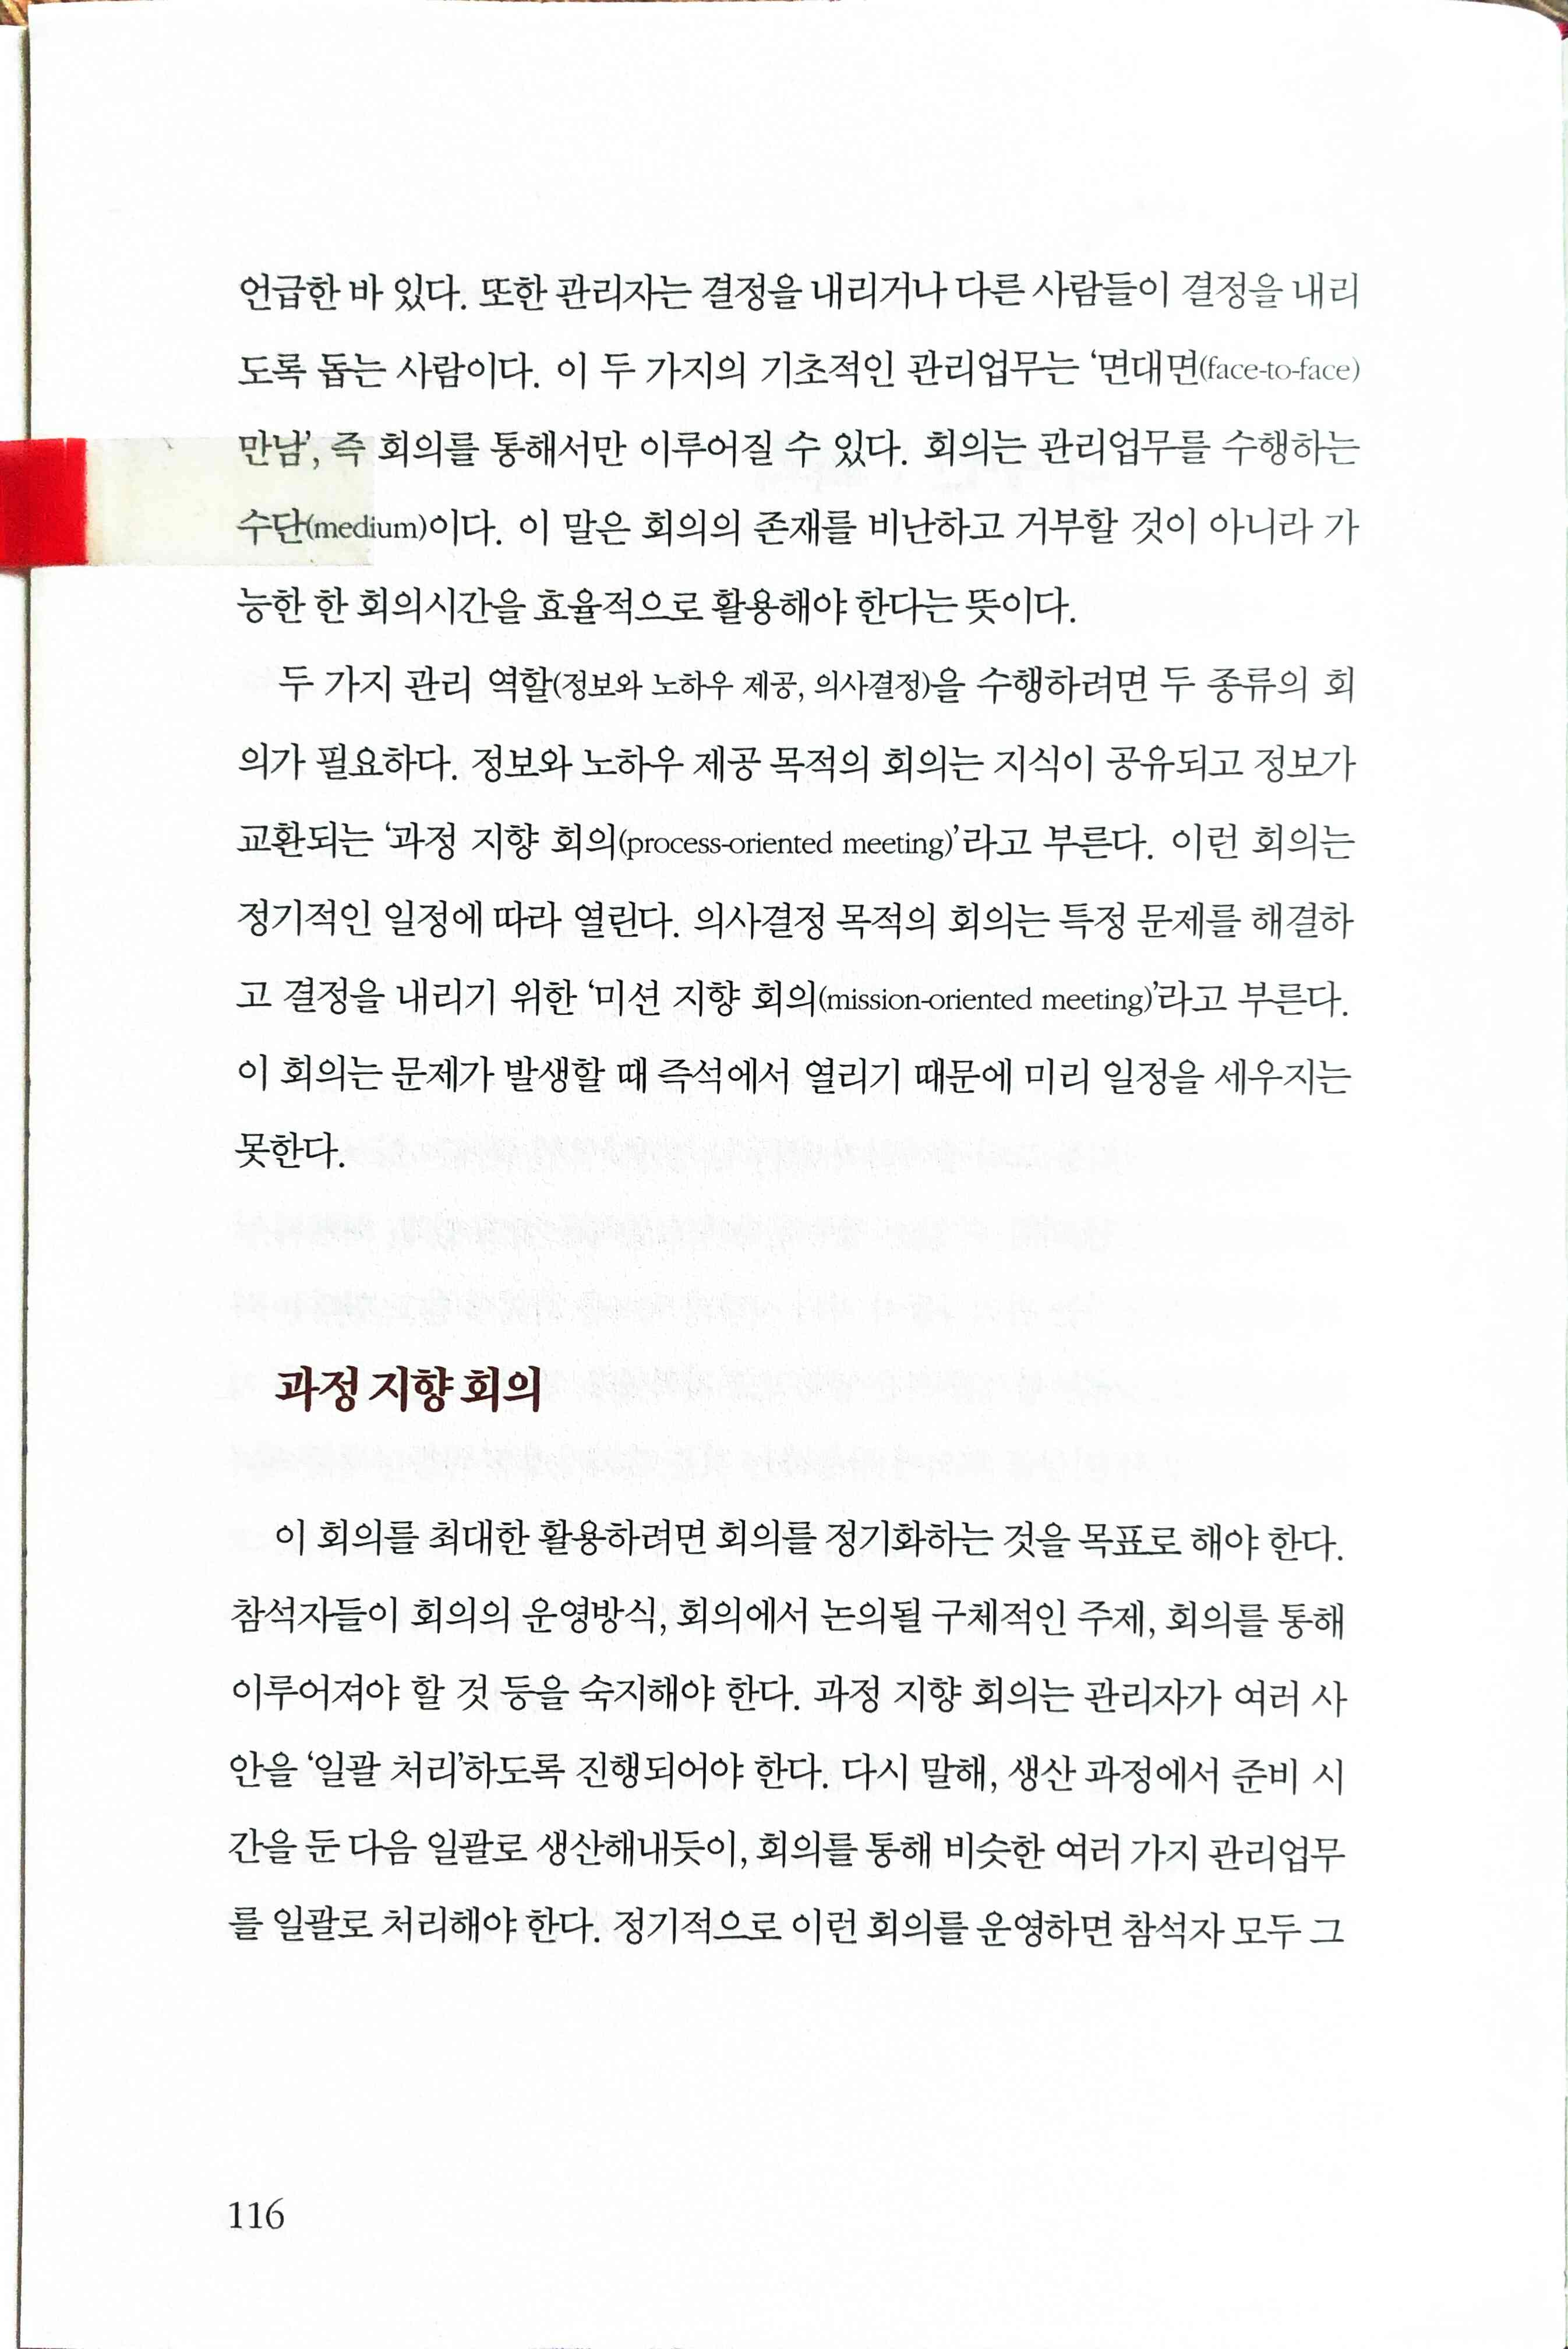 언급한 바 있다. 또한 관리자는 결정을 내리거나 다른 사람들이 결정을 내리
도록 돕는 사람이다. 이 두 가지의 기초적인 관리업무는 ‘면대면(face-to-face)
만남’, 즉 회의를 통해서만 이루어질 수 있다. 회의는 관리업무를 수행하는
수단(medium)이다. 이 말은 회의의 존재를 비난하고 거부할 것이 아니라 가
능한 한 회의시간을 효율적으로 활용해야 한다는 뜻이다.
두 가지 관리 역할(정보와 노하우 제공, 의사결정)을 수행하려면 두 종류의 회
의가 필요하다. 정보와 노하우 제공 목적의 회의는 지식이 공유되고 정보가
교환되는 ‘과정 지향 회의(process-oriented meeting)’라고 부른다. 이런 회의는
정기적인 일정에 따라 열린다. 의사결정 목적의 회의는 특정 문제를 해결하
고 결정을 내리기 위한 ‘미션 지향 회의(mission-oriented meeting)’라고 부른다.
이 회의는 문제가 발생할 때 즉석에서 열리기 때문에 미리 일정을 세우지는
못한다.
과정 지향 회의
이 회의를 최대한 활용하려면 회의를 정기화하는 것을 목표로 해야 한다.
참석자들이 회의의 운영방식, 회의에서 논의될 구체적인 주제, 회의를 통해
이루어져야 할 것 등을 숙지해야 한다. 과정 지향 회의는 관리자가 여러 사
안을 ‘일괄 처리’하도록 진행되어야 한다. 다시 말해, 생산 과정에서 준비 시
간을 둔 다음 일괄로 생산해내듯이, 회의를 통해 비슷한 여러 가지 관리업무
를 일괄로 처리해야 한다. 정기적으로 이런 회의를 운영하면 참석자 모두 그
116